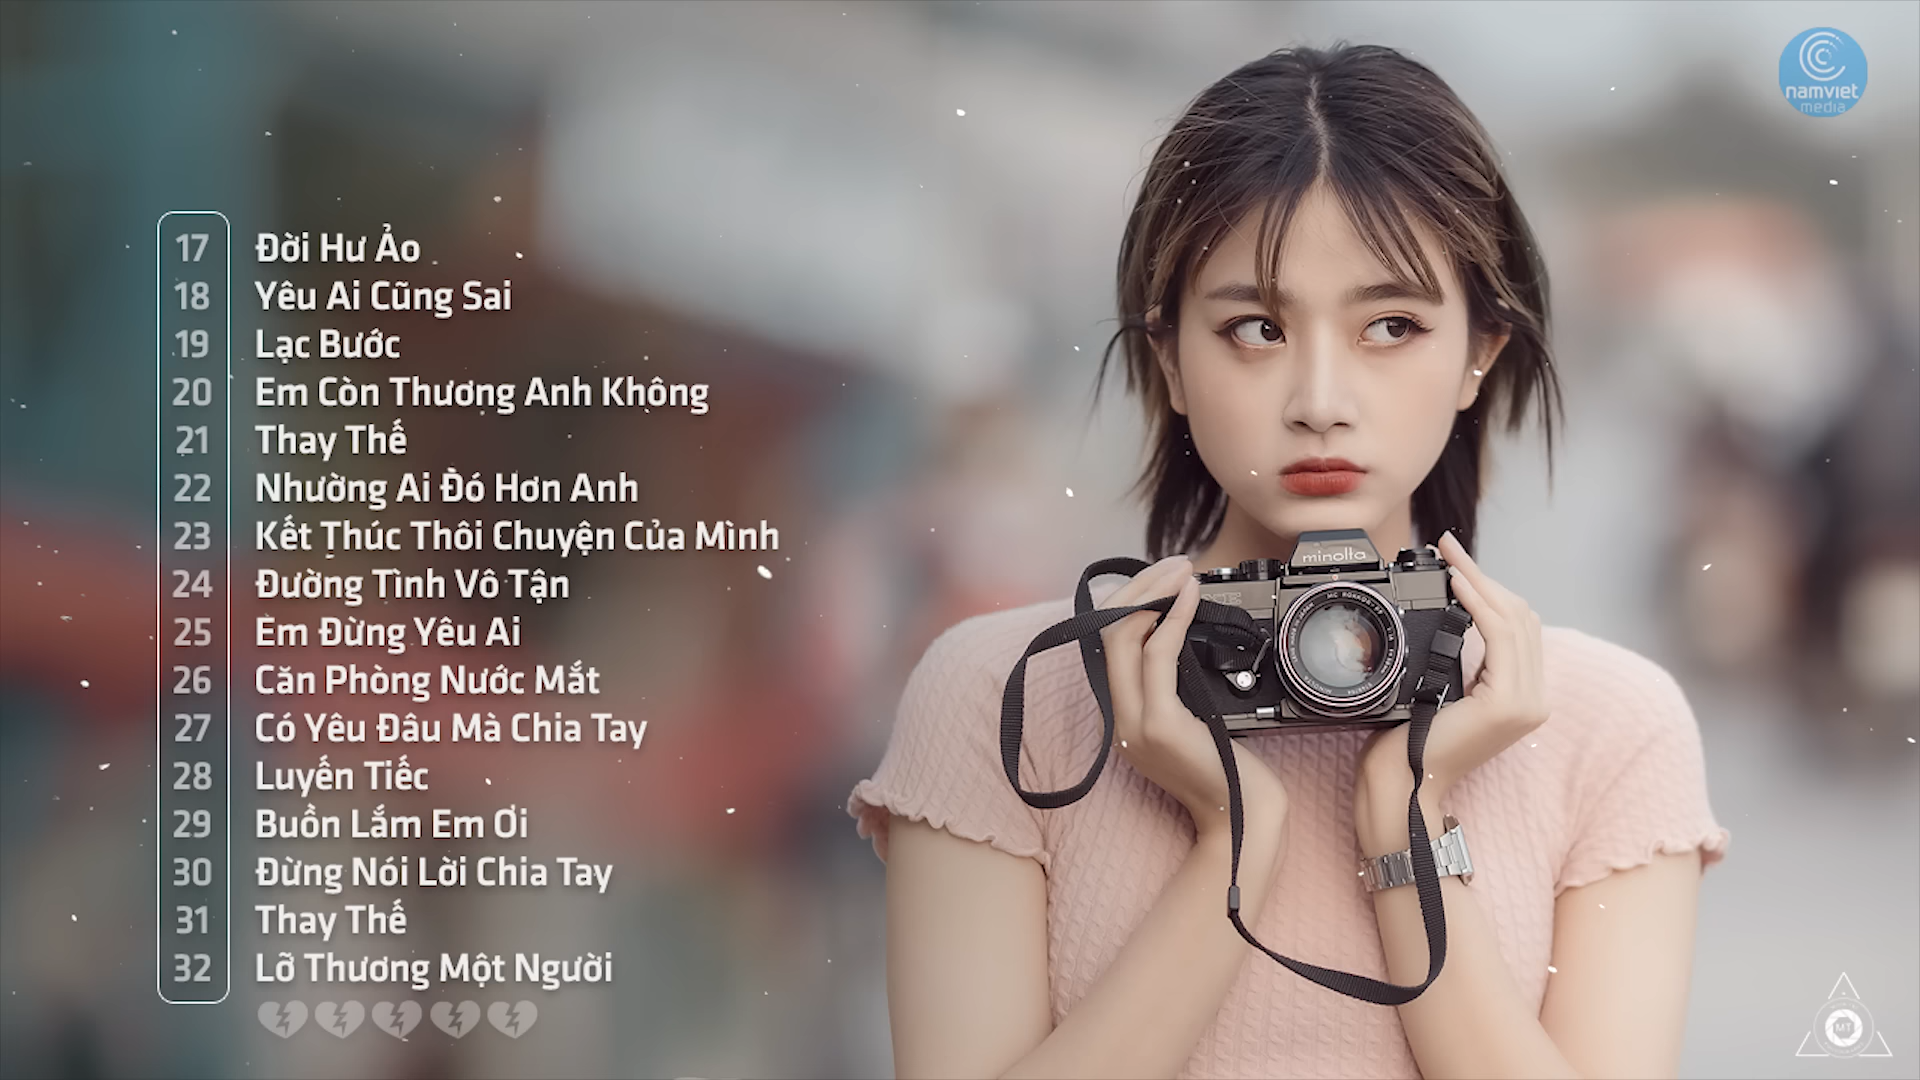 namviet
media
17 Đời Hư Ảo
18 Yêu Ai Cũng Sai
19 Lạc Bước
20 Em Còn Thương Anh Không
21 Thay Thế
22 Nhường Ai Đó Hơn Anh
23 Kết Thúc Thôi Chuyện Của Mình
24 Đường Tình Vô Tận
25 Em Đừng Yêu Ai
26 Căn Phòng Nước Mắt
27 Có Yêu Đâu Mà Chia Tay
28 Luyến Tiếc
29 Buồn Lắm Em Ơi
30 Đừng Nói Lời Chia Tay
31 Thay Thế
32 Lỡ Thương Một Người
minolta
MC ROKKOR-PF
MT